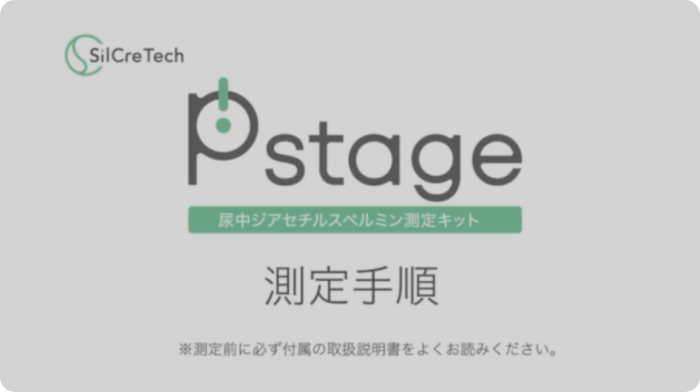 SilCreTech
Pstage
尿中ジアセチルスペルミン測定キット
測定手順
※測定前に必ず付属の取扱説明書をよくお読みください。